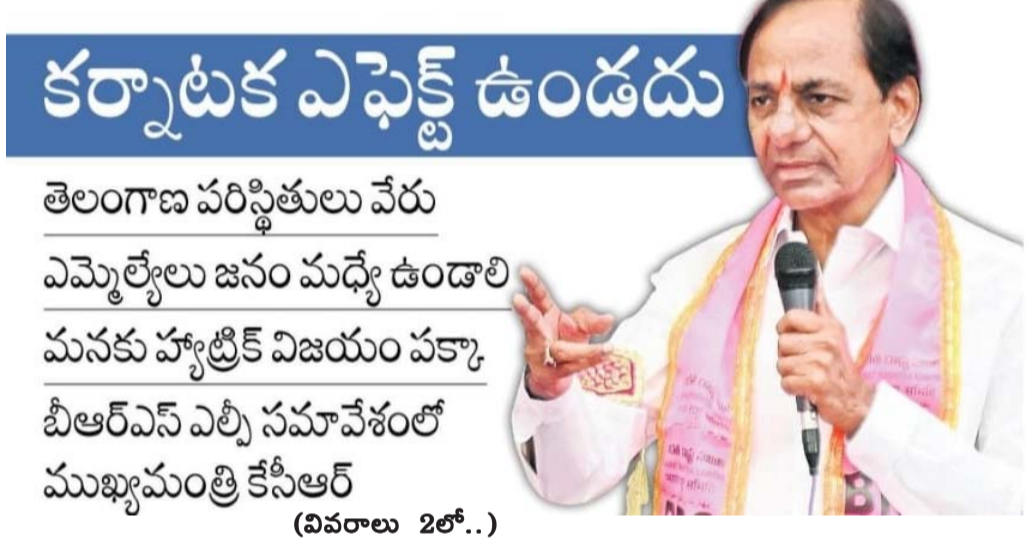 కర్నాటక ఎఫెక్ట్ ఉండదు
తెలంగాణ పరిస్థితులు వేరు
ఎమ్మెల్యేలు జనం మధ్యే ఉండాలి
మనకు హ్యాట్రిక్ విజయం పక్కా
బీఆర్ఎస్ ఎల్పీ సమావేశంలో
ముఖ్యమంత్రి కేసీఆర్
(వివరాలు 2లో..)